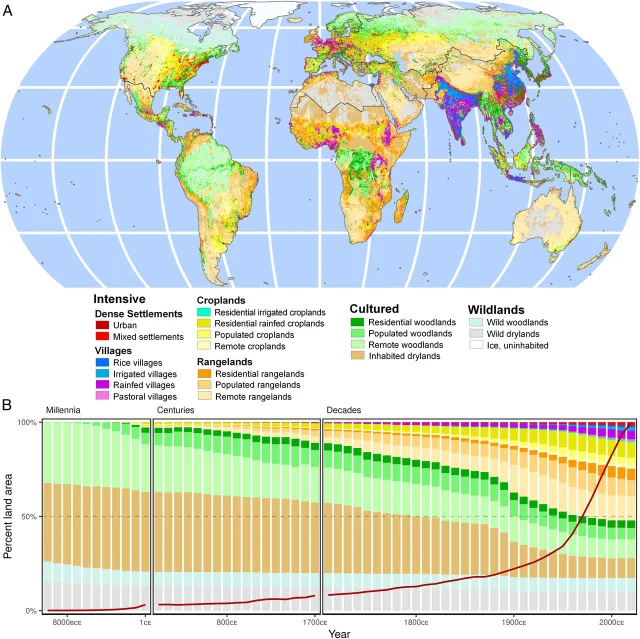 A
Intensive
Dense Settlements
Urban
Mixed settlements
Villages
Rice villages
Irrigated villages
Rainfed villages
Pastoral villages
Croplands
Residential irrigated croplands
Residential rainfed croplands
Populated croplands
Remote croplands
Rangelands
Residential rangelands
Populated rangelands
Remote rangelands
Cultured
Residential woodlands
Populated woodlands
Remote woodlands
Inhabited drylands
Wildlands
Wild woodlands
Wild drylands
Ice, uninhabited
B
Millennia Centuries Decades
Percent land area
100%
50%
0%
8000BCE 1CE 800CE 1700CE 1800CE 1900CE 2000CE
Year